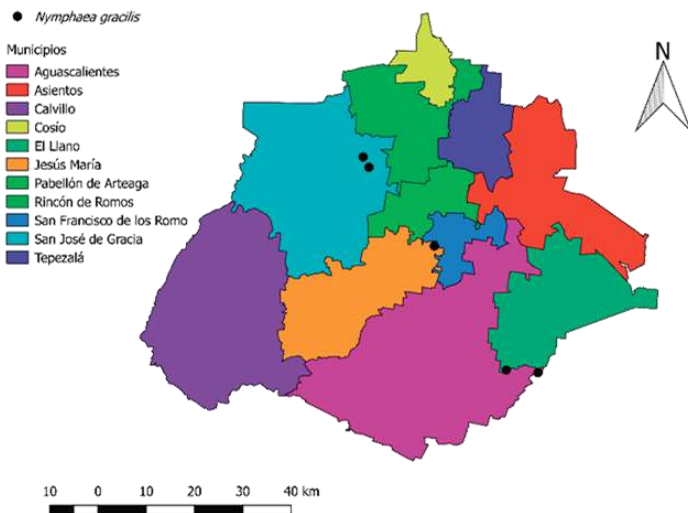 Nymphaea gracilis
Municipios
Aguascalientes
Asientos
Calvillo
Cosío
El Llano
Jesús María
Pabellón de Arteaga
Rincón de Romos
San Francisco de los Romo
San José de Gracia
Tepezalá
N
10 0 10 20 30 40 km